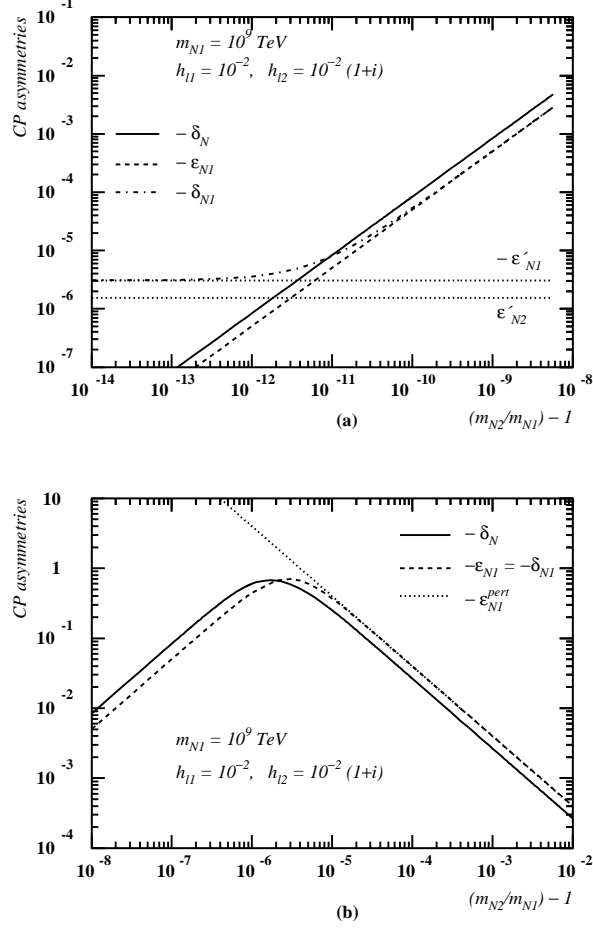 10 -1
CP asymmetries
m_N1 = 10^9 TeV
h_l1 = 10^-2, h_l2 = 10^-2 (1+i)
10 -2
10 -3
− δ_N
− ε_N1
− δ_N1
10 -4
10 -5
− ε´_N1
10 -6
ε´_N2
10 -7
10 -14 10 -13 10 -12 10 -11 10 -10 10 -9 10 -8
(a) (m_N2/m_N1) − 1
CP asymmetries
10
− δ_N
−ε_N1 = −δ_N1
− ε_N1^pert
1
10 -1
10 -2
m_N1 = 10^9 TeV
h_l1 = 10^-2, h_l2 = 10^-2 (1+i)
10 -3
10 -4
10 -8 10 -7 10 -6 10 -5 10 -4 10 -3 10 -2
(b) (m_N2/m_N1) − 1